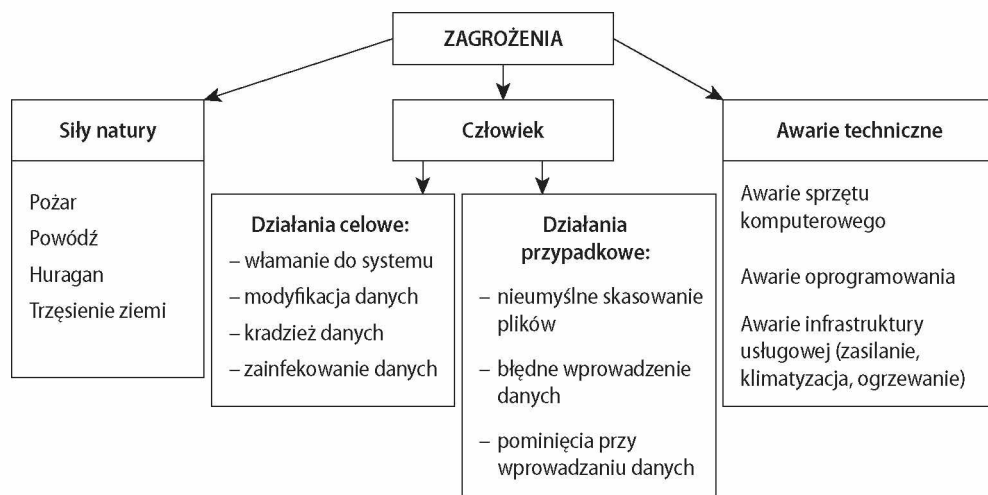 ZAGROŻENIA
Siły natury
Pożar
Powódź
Huragan
Trzęsienie ziemi
Człowiek
Działania celowe:
– włamanie do systemu
– modyfikacja danych
– kradzież danych
– zainfekowanie danych
Działania
przypadkowe:
– nieumyślne skasowanie
plików
– błędne wprowadzenie
danych
– pominięcia przy
wprowadzaniu danych
Awarie techniczne
Awarie sprzętu
komputerowego
Awarie oprogramowania
Awarie infrastruktury
usługowej (zasilanie,
klimatyzacja, ogrzewanie)